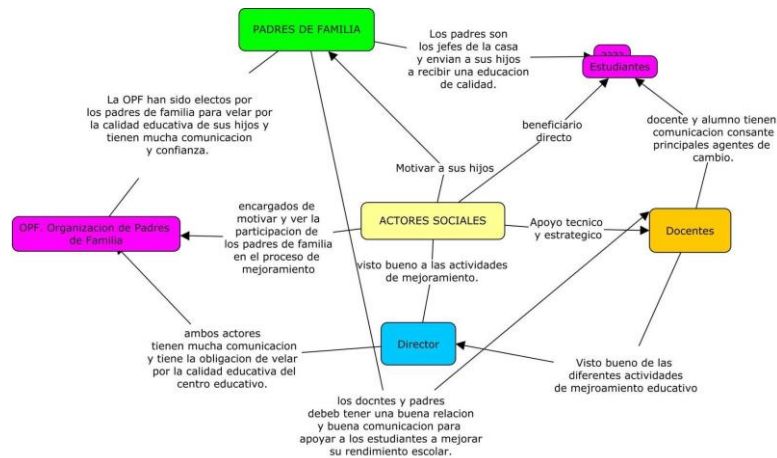 PADRES DE FAMILIA
Los padres son
los jefes de la casa
y envian a sus hijos
a recibir una educacion
de calidad.
????
Estudiantes
La OPF han sido electos por
los padres de familia para velar por
la calidad educativa de sus hijos y
tienen mucha comunicacion
y confianza.
beneficiario
directo
docente y alumno tienen
comunicacion consante
principales agentes de
cambio.
Motivar a sus hijos
encargados de
motivar y ver la
participacion de
los padres de familia
en el proceso de
mejoramiento
OPF. Organizacion de Padres
de Familia
ACTORES SOCIALES
Apoyo tecnico
y estrategico
Docentes
visto bueno a las actividades
de mejoramiento.
ambos actores
tienen mucha comunicacion
y tiene la obligacion de velar
por la calidad educativa del
centro educativo.
Director
Visto bueno de las
diferentes actividades
de mejroamiento educativo
los docntes y padres
debeb tener una buena relacion
y buena comunicacion para
apoyar a los estudiantes a mejorar
su rendimiento escolar.